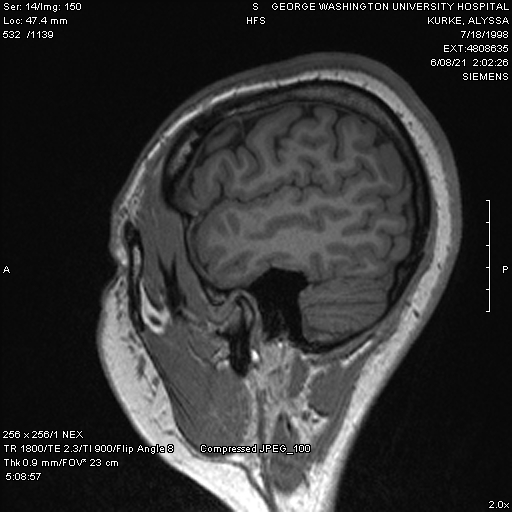 Ser: 14/Img: 150
Loc: 47.4 mm
532 /1139
S
HFS
GEORGE WASHINGTON UNIVERSITY HOSPITAL
KURKE, ALYSSA
7/18/1998
EXT:4808635
6/08/21 2:02:26
SIEMENS
A
P
256 x 256/1 NEX
TR 1800/TE 2.3/TI 900/Flip Angle 8
Thk 0.9 mm/FOV* 23 cm
5:08:57
Compressed JPEG_100
2.0x